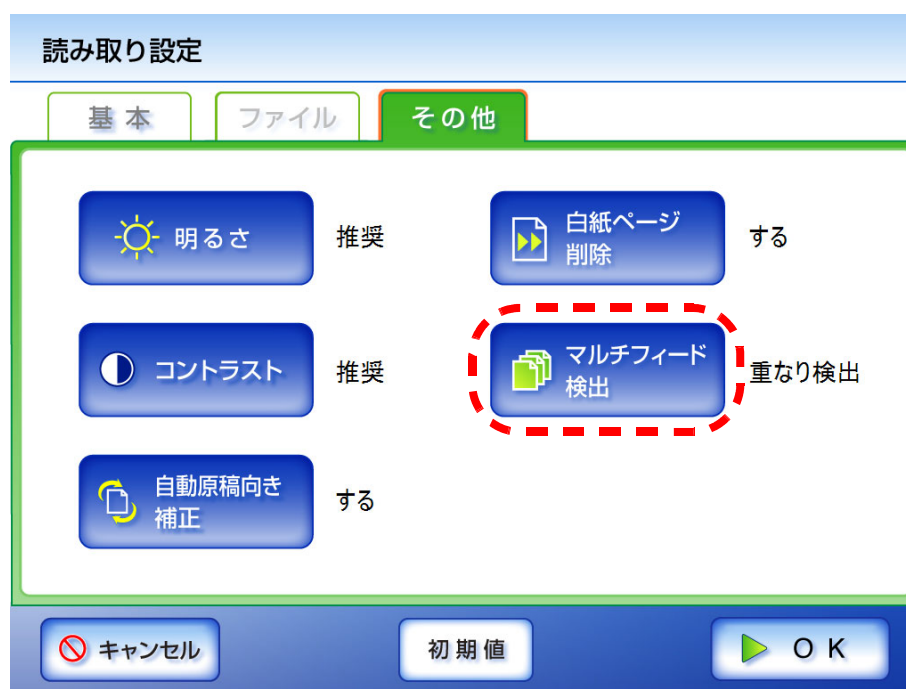 読み取り設定
基本
ファイル
その他
明るさ
推奨
白紙ページ
削除
する
コントラスト
推奨
マルチフィード
検出
重なり検出
自動原稿向き
補正
する
キャンセル
初期値
OK